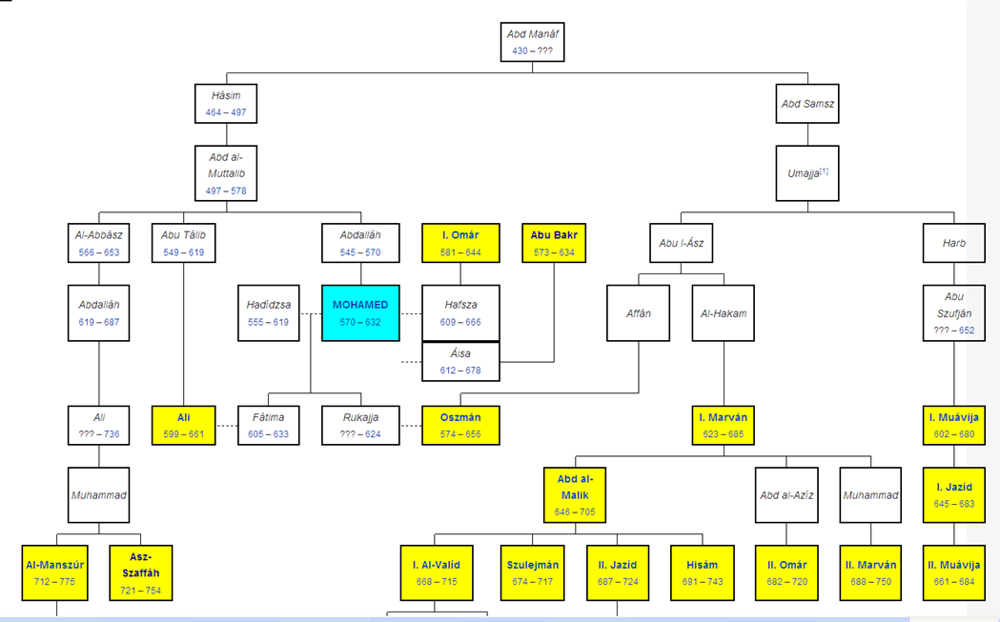 Abd Manáf
430 – ???
Hásim
464 – 497
Abd Samsz
Abd al-
Muttalib
497 – 578
Umajja[1]
Al-Abbász
566 – 653
Abu Tálib
549 – 619
Abdalláh
545 – 570
I. Omár
581 – 644
Abu Bakr
573 – 634
Abu l-Ász
Harb
Abdalláh
619 – 687
Hadídzsa
555 – 619
MOHAMED
570 – 632
Hafsza
609 – 666
Affán
Al-Hakam
Abu
Szufján
??? – 652
Áisa
612 – 678
Ali
??? – 736
Ali
599 – 661
Fátima
605 – 633
Rukajja
??? – 624
Oszmán
574 – 656
I. Marván
623 – 685
I. Muávija
602 – 680
Muhammad
Abd al-
Malik
646 – 705
Abd al-Azíz
Muhammad
I. Jazíd
645 – 683
Al-Manszúr
712 – 775
Asz-
Szaffáh
721 – 754
I. Al-Valíd
668 – 715
Szulejmán
674 – 717
II. Jazíd
687 – 724
Hisám
691 – 743
II. Omár
682 – 720
II. Marván
688 – 750
II. Muávija
661 – 684